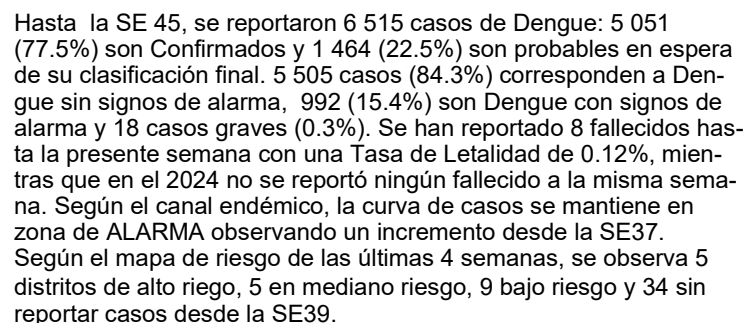 Hasta la SE 45, se reportaron 6 515 casos de Dengue: 5 051
(77.5%) son Confirmados y 1 464 (22.5%) son probables en espera
de su clasificación final. 5 505 casos (84.3%) corresponden a Den-
gue sin signos de alarma, 992 (15.4%) son Dengue con signos de
alarma y 18 casos graves (0.3%). Se han reportado 8 fallecidos has-
ta la presente semana con una Tasa de Letalidad de 0.12%, mien-
tras que en el 2024 no se reportó ningún fallecido a la misma sema-
na. Según el canal endémico, la curva de casos se mantiene en
zona de ALARMA observando un incremento desde la SE37.
Según el mapa de riesgo de las últimas 4 semanas, se observa 5
distritos de alto riego, 5 en mediano riesgo, 9 bajo riesgo y 34 sin
reportar casos desde la SE39.